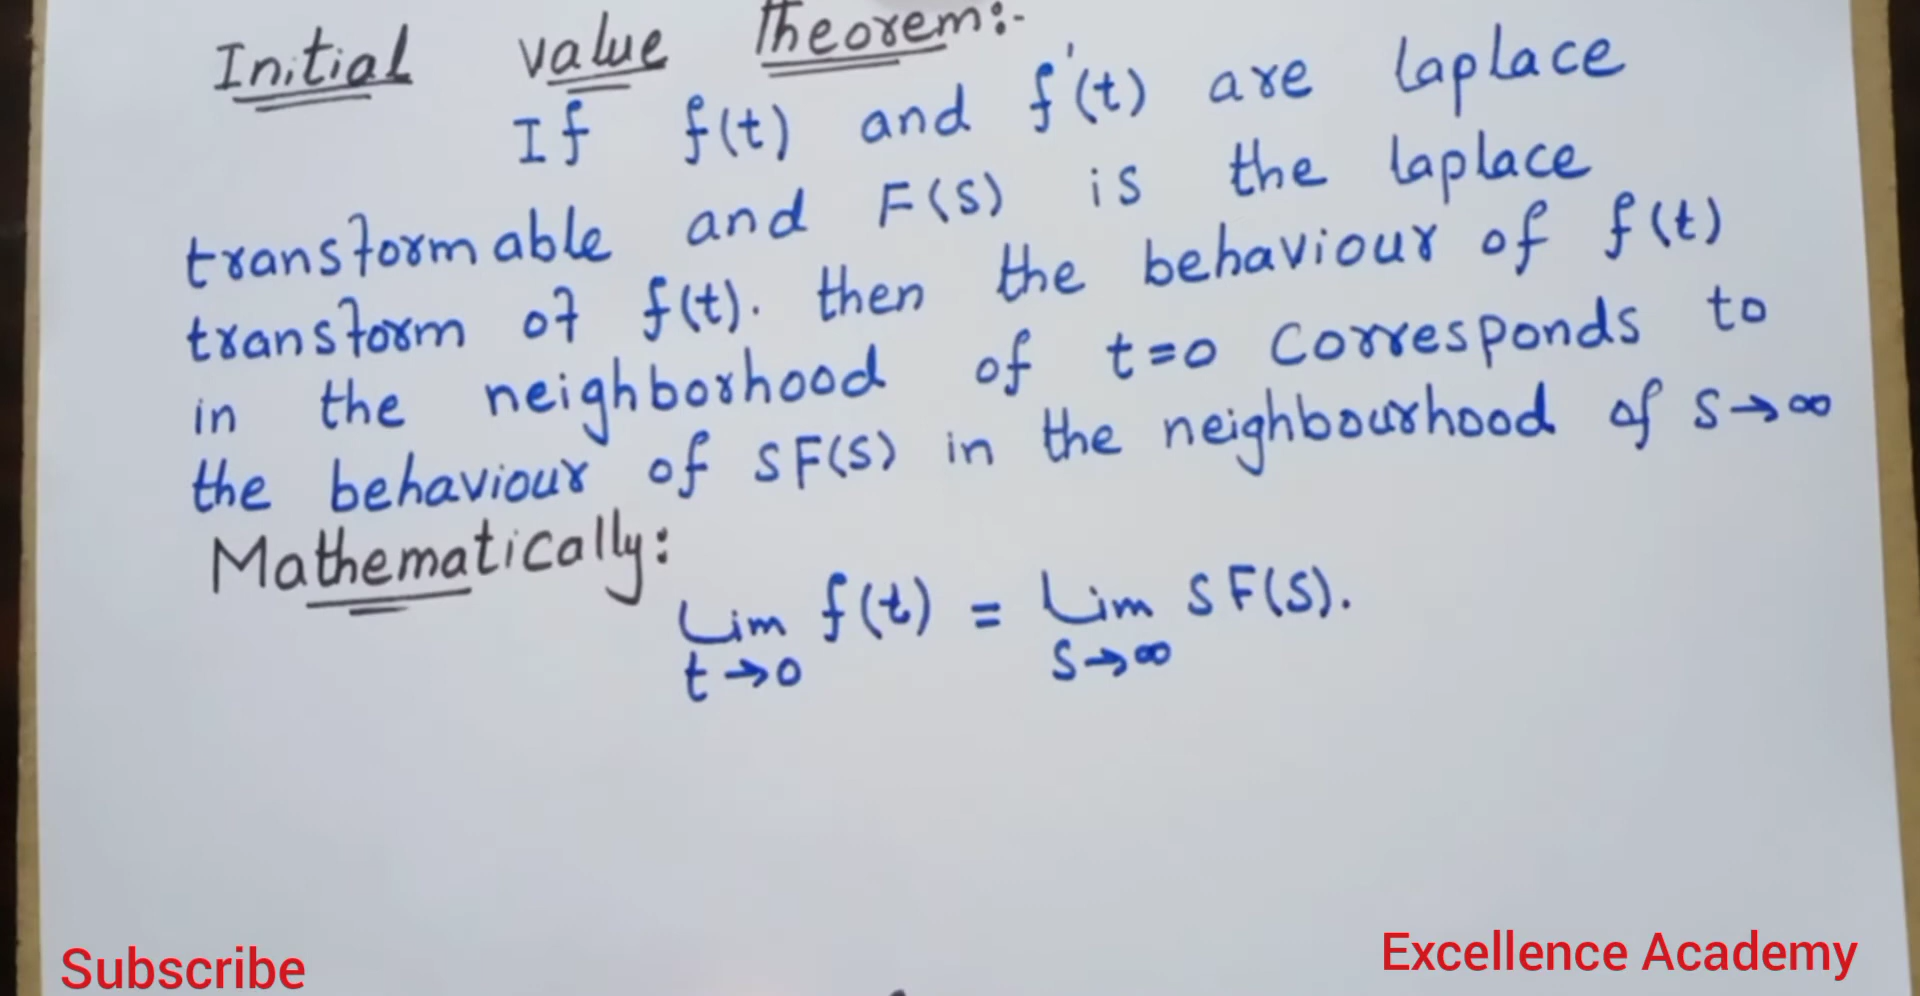 Initial value Theorem:-
If f(t) and f'(t) are laplace
transformable and F(S) is the laplace
transform of f(t). then the behaviour of f(t)
in the neighborhood of t=0 corresponds to
the behaviour of SF(S) in the neighbourhood of S→∞
Mathematically:
Lim f(t) = Lim SF(S).
t→0 S→∞
Subscribe
Excellence Academy